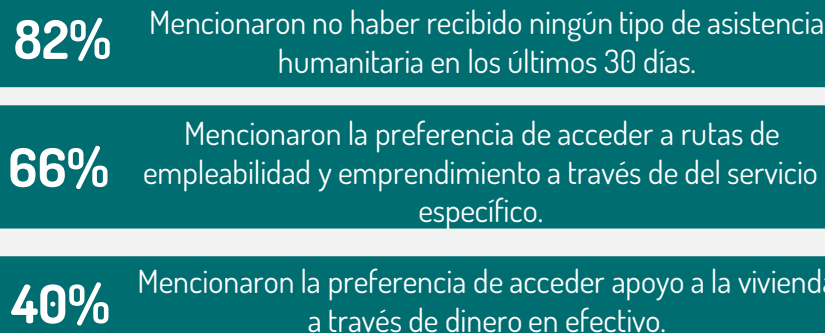 82%
Mencionaron no haber recibido ningún tipo de asistencia
humanitaria en los últimos 30 días.
66%
Mencionaron la preferencia de acceder a rutas de
empleabilidad y emprendimiento a través de del servicio
específico.
40%
Mencionaron la preferencia de acceder apoyo a la vivienda
a través de dinero en efectivo.